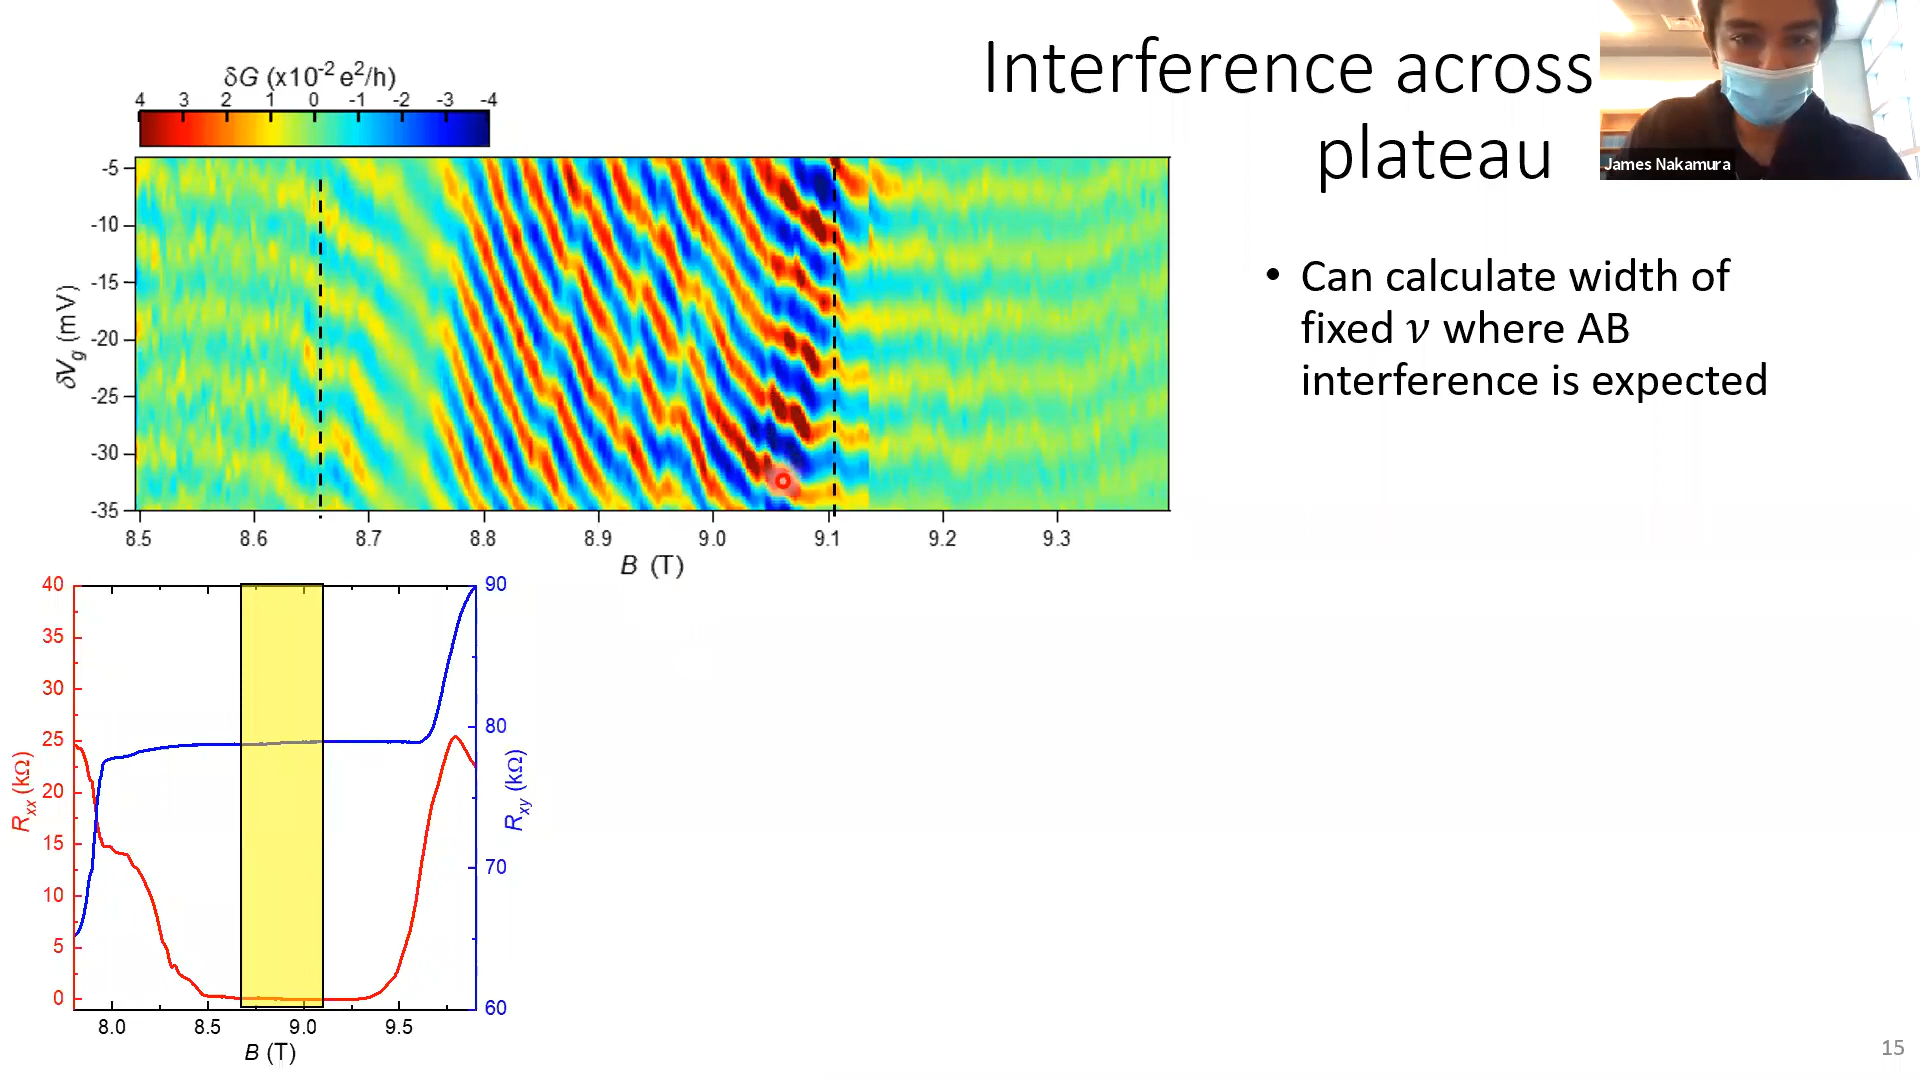 Interference across
plateau
James Nakamura
δG (x10⁻² e²/h)
4 3 2 1 0 -1 -2 -3 -4
-5
-10
-15
-20
-25
-30
-35
δVg (mV)
8.5 8.6 8.7 8.8 8.9 9.0 9.1 9.2 9.3
B (T)
• Can calculate width of
fixed ν where AB
interference is expected
40
35
30
25
20
15
10
5
0
Rxx (kΩ)
90
80
70
60
Rxy (kΩ)
8.0 8.5 9.0 9.5
B (T)
15